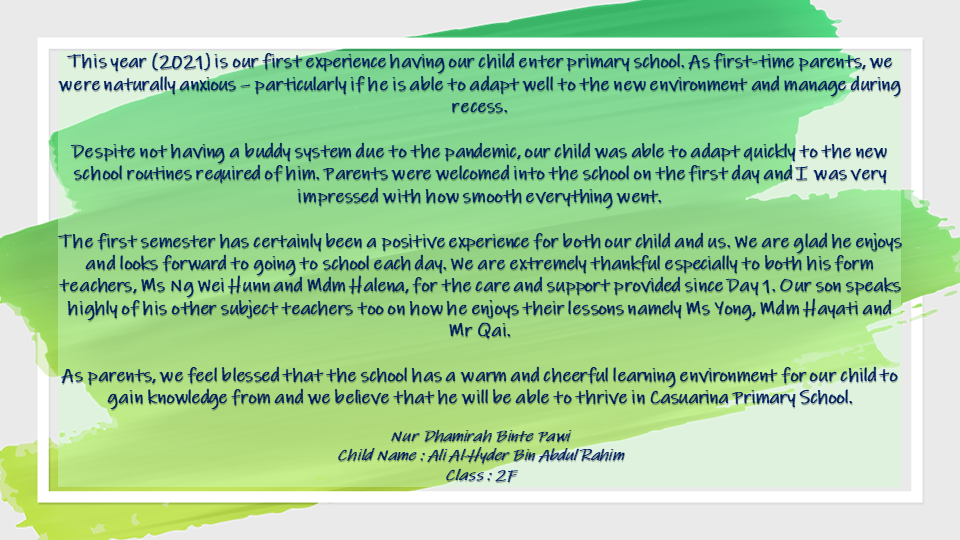 This year (2021) is our first experience having our child enter primary school. As first-time parents, we
were naturally anxious – particularly if he is able to adapt well to the new environment and manage during
recess.
Despite not having a buddy system due to the pandemic, our child was able to adapt quickly to the new
school routines required of him. Parents were welcomed into the school on the first day and I was very
impressed with how smooth everything went.
The first semester has certainly been a positive experience for both our child and us. We are glad he enjoys
and looks forward to going to school each day. We are extremely thankful especially to both his form
teachers, Ms Ng Wei Hunn and Mdm Halena, for the care and support provided since Day 1. Our son speaks
highly of his other subject teachers too on how he enjoys their lessons namely Ms Yong, Mdm Hayati and
Mr Qai.
As parents, we feel blessed that the school has a warm and cheerful learning environment for our child to
gain knowledge from and we believe that he will be able to thrive in Casuarina Primary School.
Nur Dhamirah Binte Pawi
Child Name : Ali Al-Hyder Bin Abdul Rahim
Class : 2F